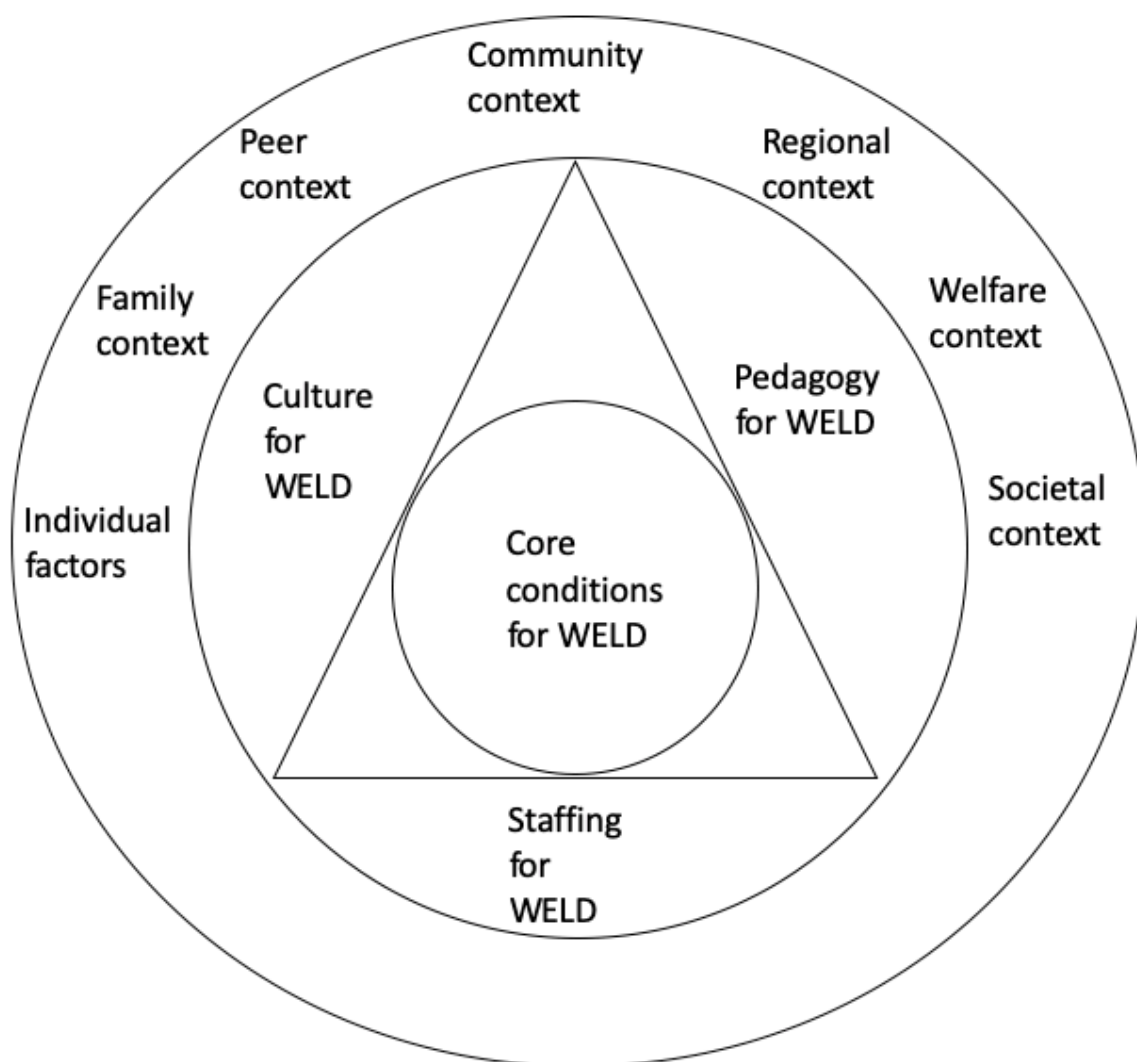 Community
context
Peer
context
Regional
context
Family
context
Welfare
context
Culture
for
WELD
Pedagogy
for WELD
Individual
factors
Societal
context
Core
conditions
for WELD
Staffing
for
WELD